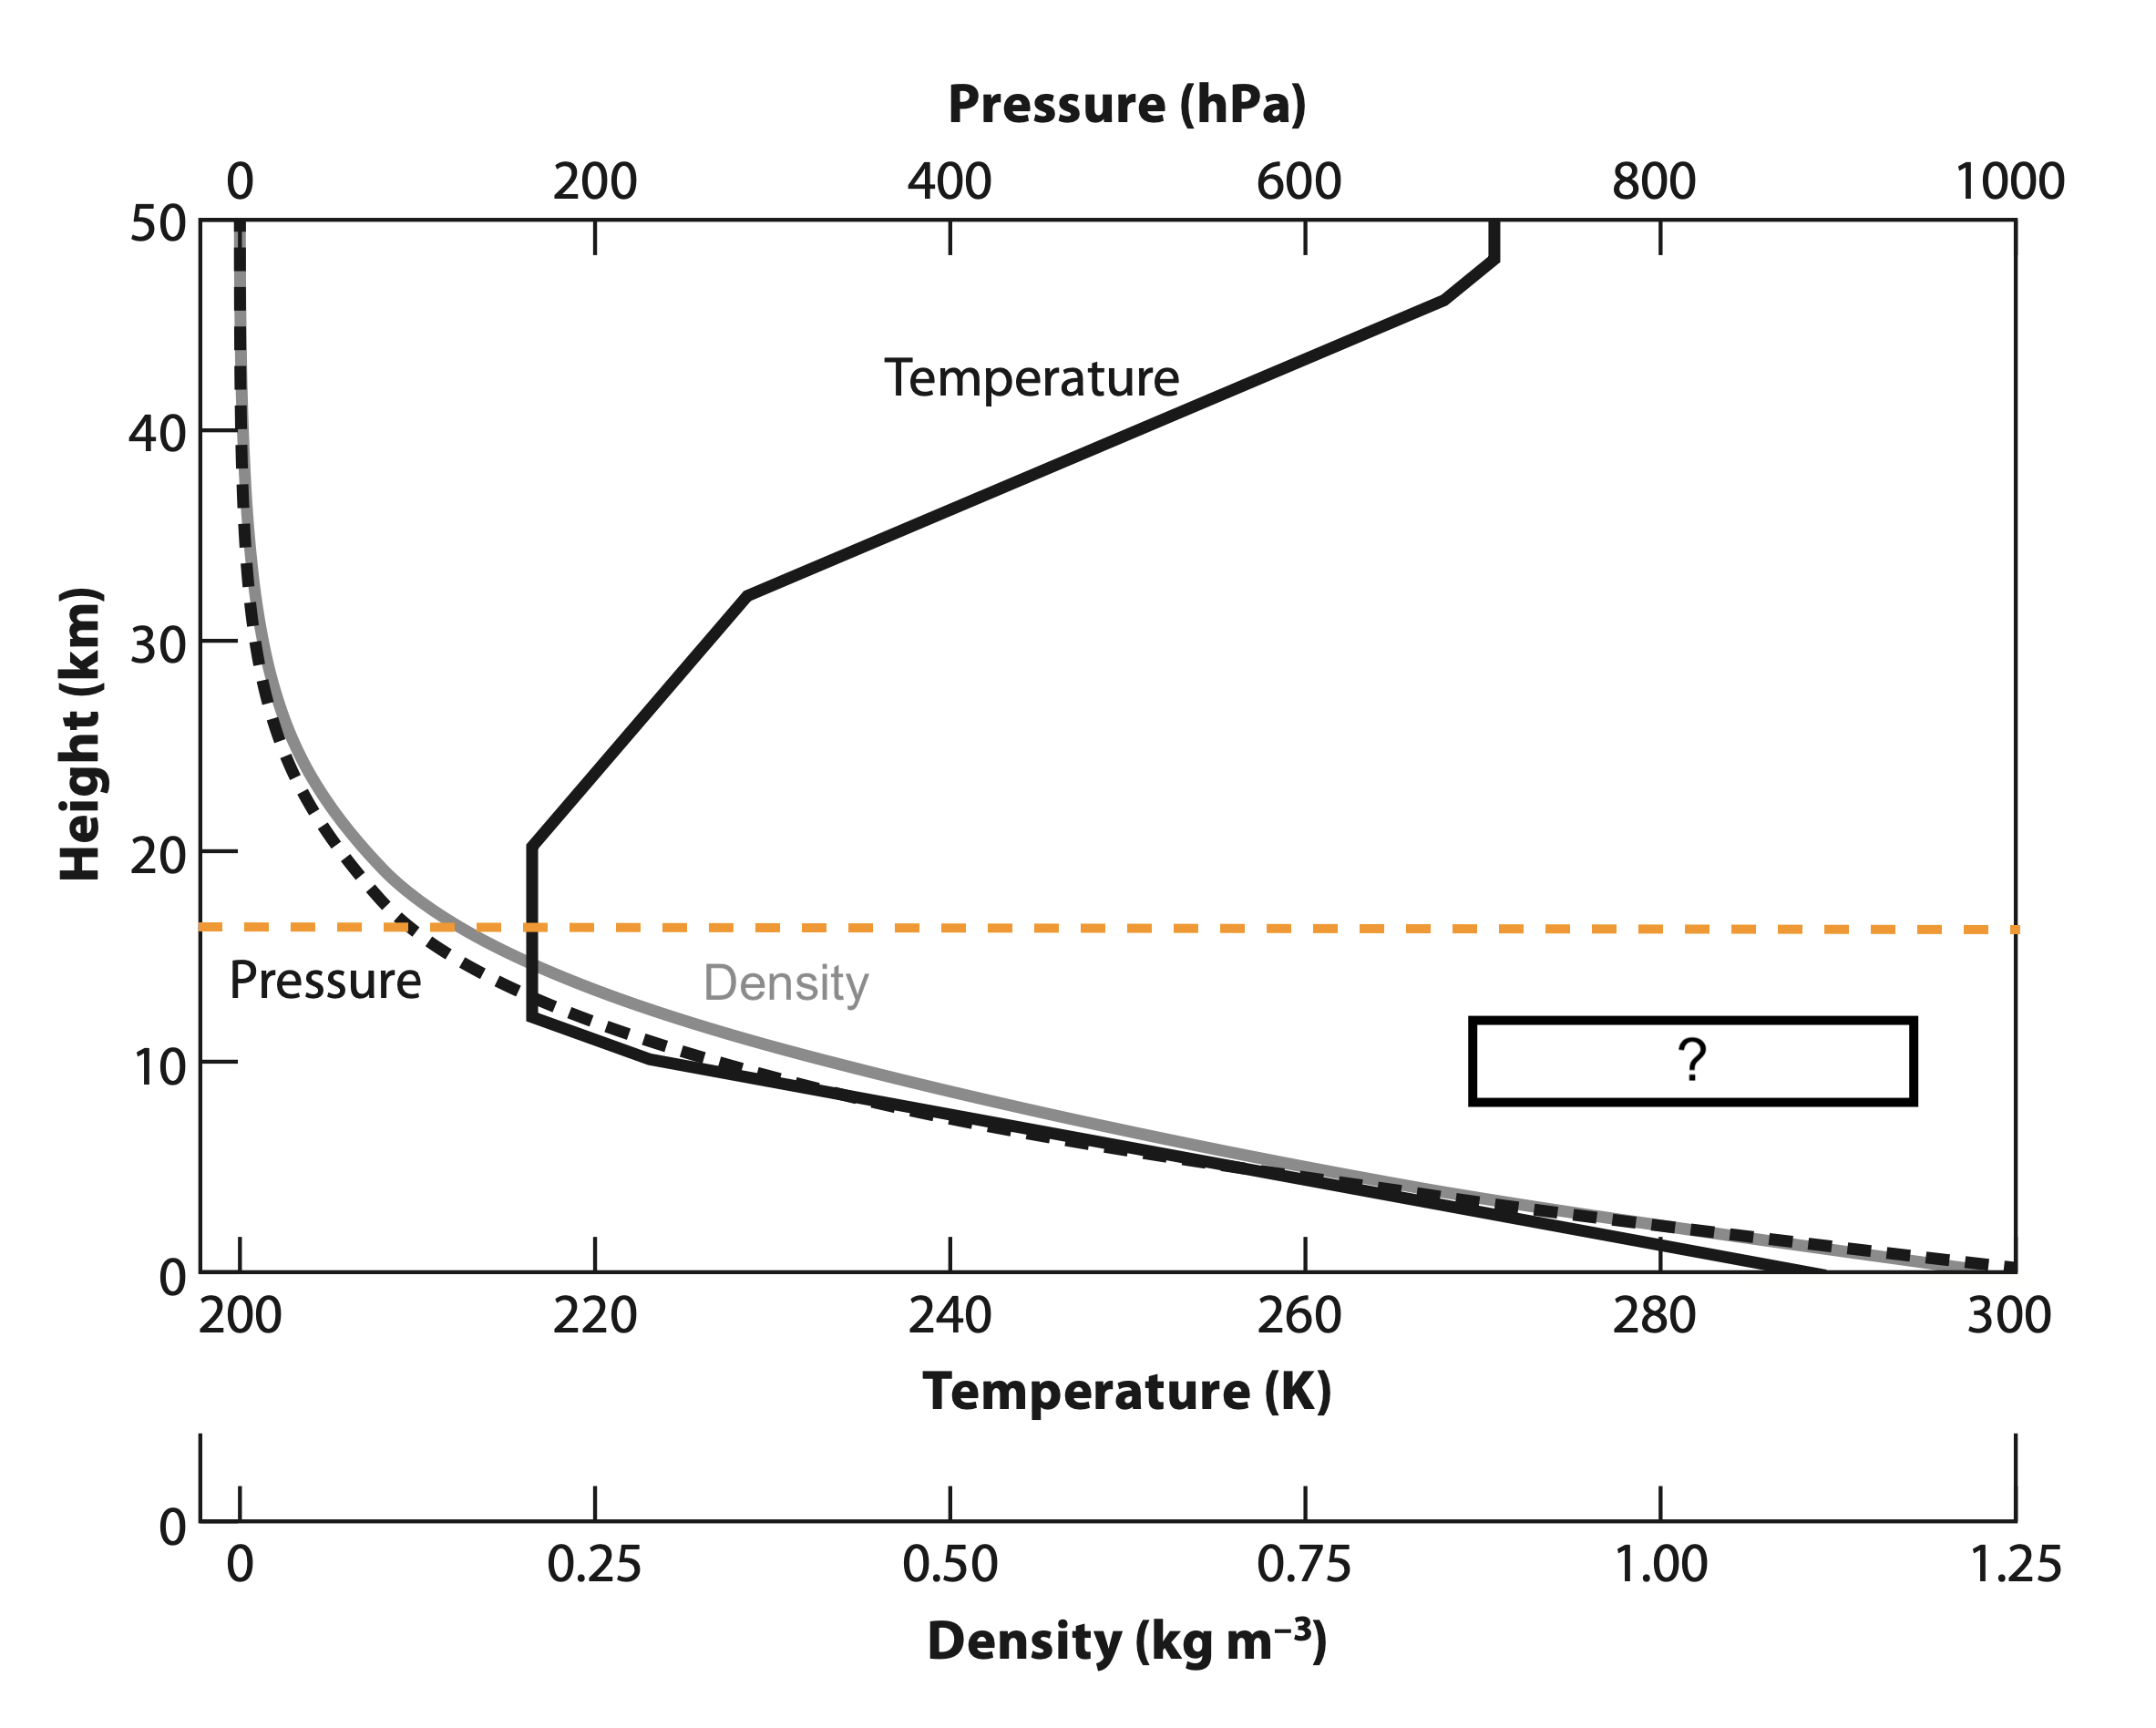 Pressure (hPa)
0 200 400 600 800 1000
50
40
30
20
10
0
Height (km)
Temperature
Pressure
Density
?
200 220 240 260 280 300
Temperature (K)
0
0 0.25 0.50 0.75 1.00 1.25
Density (kg m⁻³)